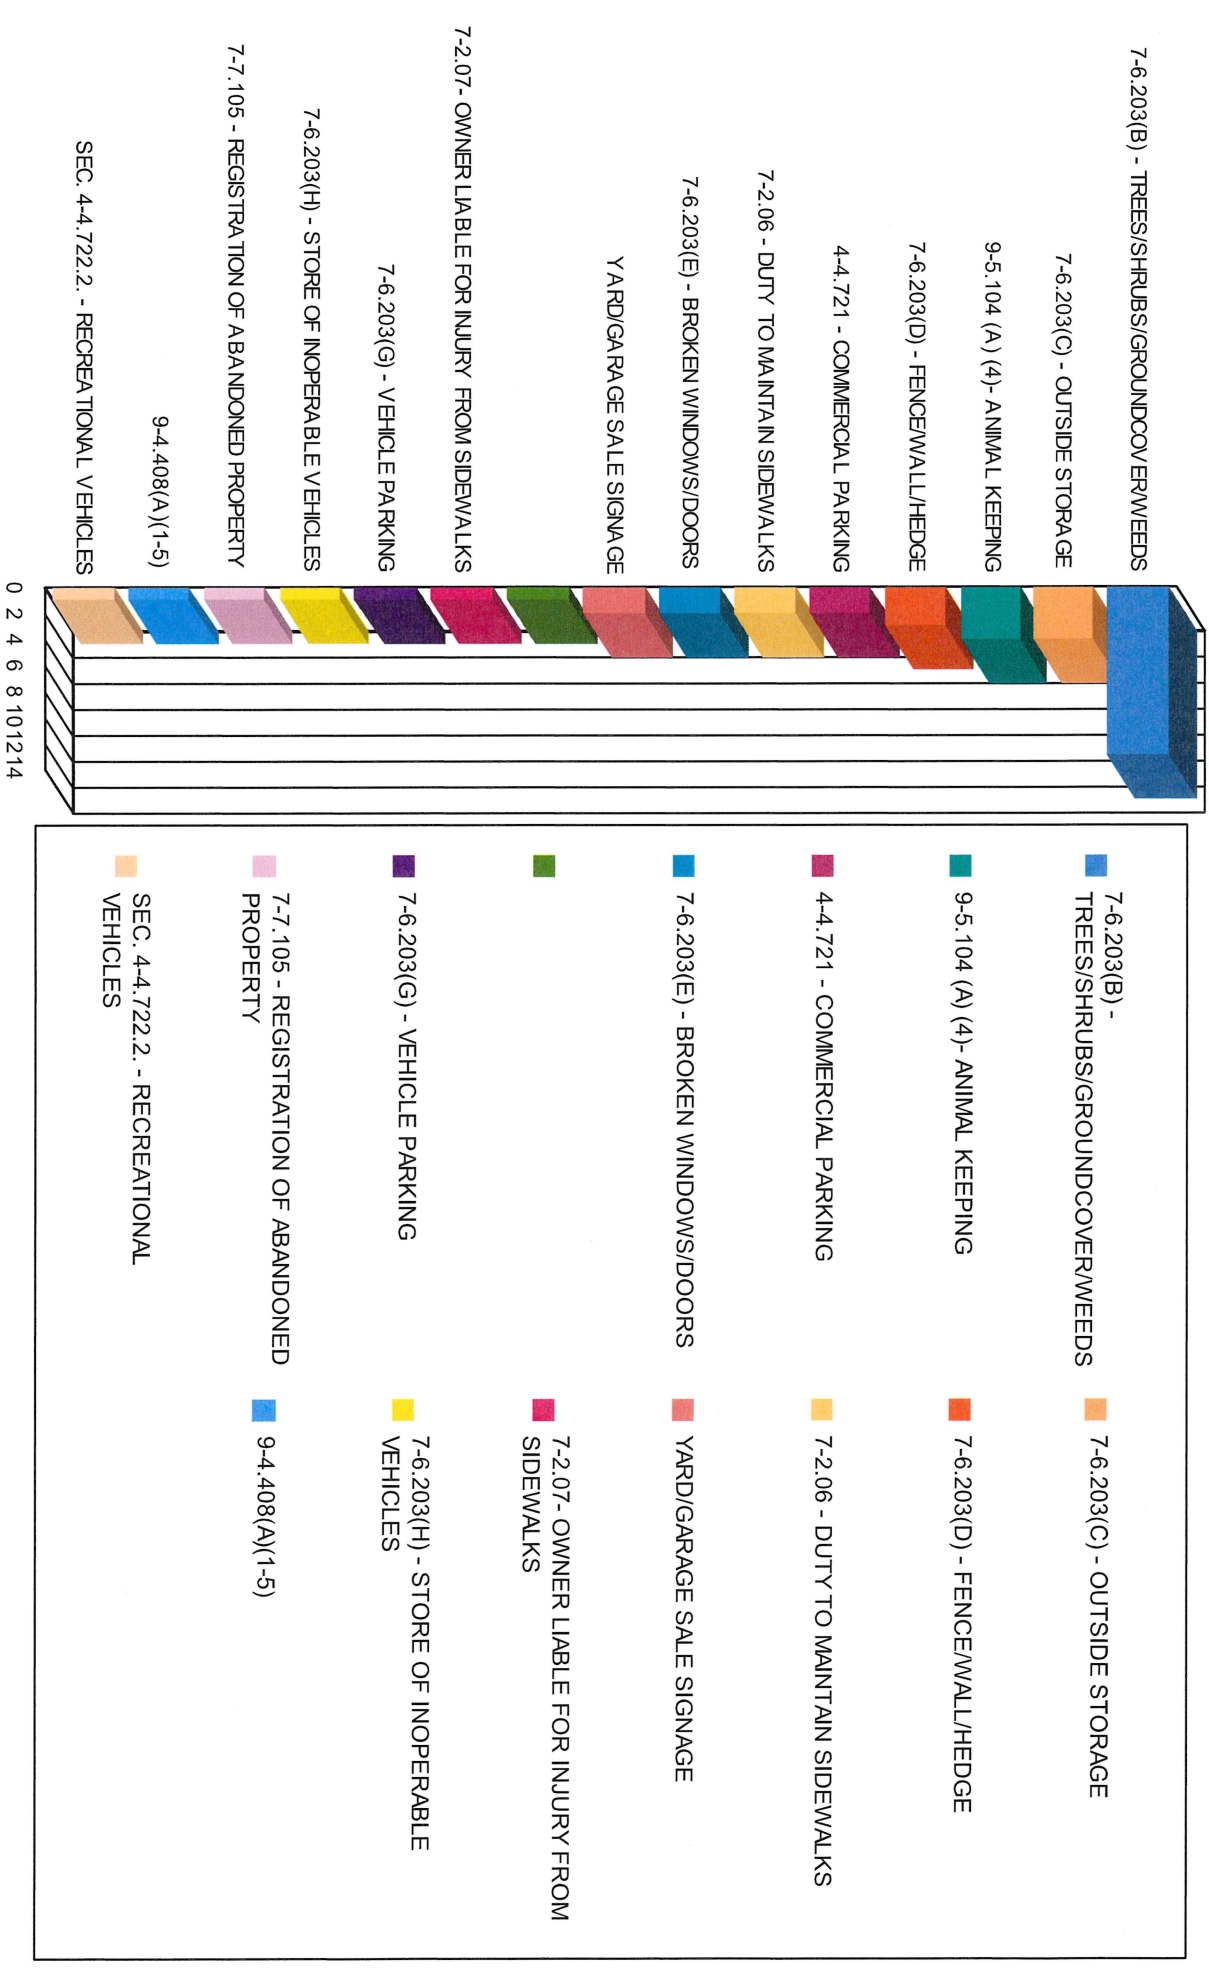 7-6.203(B) - TREES/SHRUBS/GROUNDCOVER/WEEDS
7-6.203(C) - OUTSIDE STORAGE
9-5.104 (A) (4)- ANIMAL KEEPING
7-6.203(D) - FENCE/WALL/HEDGE
4-4.721 - COMMERCIAL PARKING
7-2.06 - DUTY TO MAINTAIN SIDEWALKS
7-6.203(E) - BROKEN WINDOWS/DOORS
YARD/GARAGE SALE SIGNAGE
7-2.07- OWNER LIABLE FOR INJURY FROM SIDEWALKS
7-6.203(G) - VEHICLE PARKING
7-6.203(H) - STORE OF INOPERABLE VEHICLES
7-7.105 - REGISTRATION OF ABANDONED PROPERTY
9-4.408(A)(1-5)
SEC. 4-4.722.2. - RECREATIONAL VEHICLES
0 2 4 6 8 10 12 14
7-6.203(B) -
TREES/SHRUBS/GROUNDCOVER/WEEDS
7-6.203(C) - OUTSIDE STORAGE
9-5.104 (A) (4)- ANIMAL KEEPING
7-6.203(D) - FENCE/WALL/HEDGE
4-4.721 - COMMERCIAL PARKING
7-2.06 - DUTY TO MAINTAIN SIDEWALKS
7-6.203(E) - BROKEN WINDOWS/DOORS
YARD/GARAGE SALE SIGNAGE
7-2.07- OWNER LIABLE FOR INJURY FROM
SIDEWALKS
7-6.203(G) - VEHICLE PARKING
7-6.203(H) - STORE OF INOPERABLE
VEHICLES
7-7.105 - REGISTRATION OF ABANDONED
PROPERTY
9-4.408(A)(1-5)
SEC. 4-4.722.2. - RECREATIONAL
VEHICLES